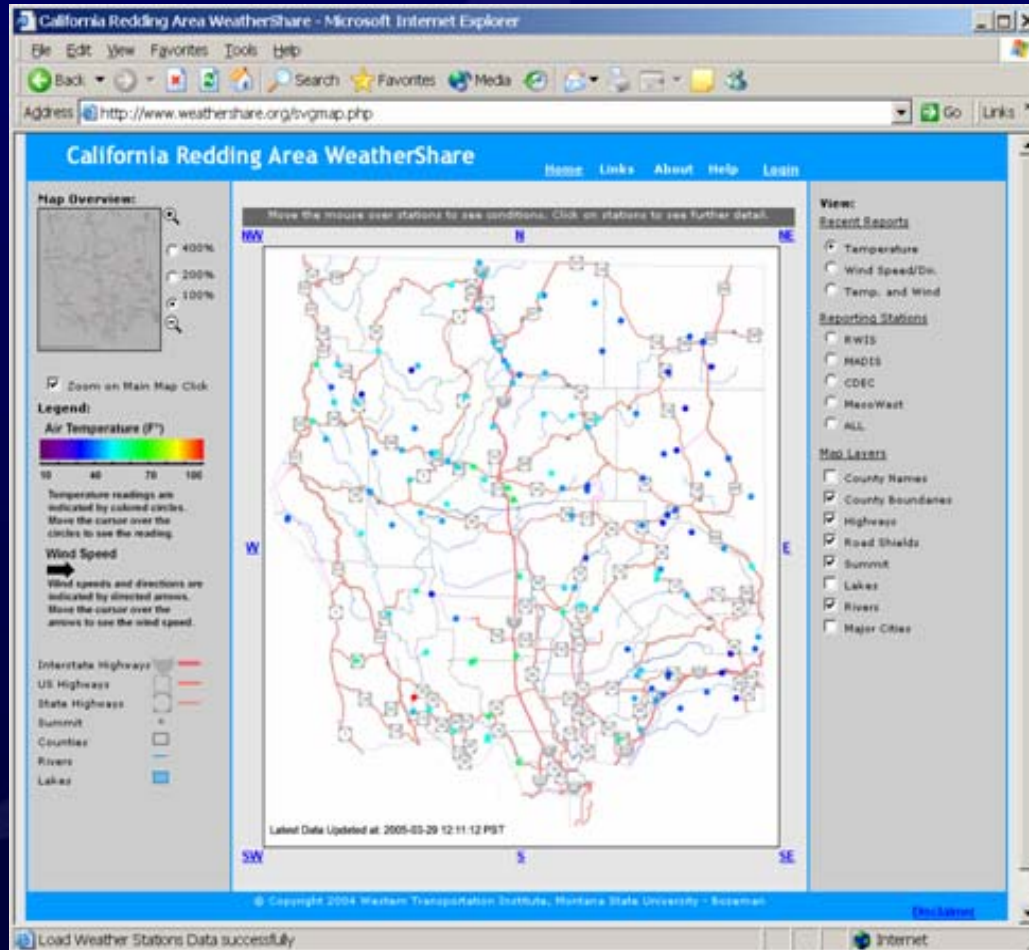 California Redding Area WeatherShare - Microsoft Internet Explorer
File Edit View Favorites Tools Help
Back Search Favorites Media
Address http://www.weathershare.org/svgmap.php Go Links
California Redding Area WeatherShare
Home Links About Help Login
Map Overview:
400%
200%
100%
Zoom on Main Map Click
Legend:
Air Temperature (F°)
10 40 70 100
Temperature readings are
indicated by colored circles.
Move the cursor over the
circles to see the reading.
Wind Speed
Wind speeds and directions are
indicated by directed arrows.
Move the cursor over the
arrows to see the wind speed.
Interstate Highways
US Highways
State Highways
Summit
Counties
Rivers
Lakes
Move the mouse over stations to see conditions. Click on stations to see further detail.
NW N NE
W E
Latest Data Updated at: 2005-03-29 12:11:12 PST
SW S SE
View:
Recent Reports
Temperature
Wind Speed/Dir.
Temp. and Wind
Reporting Stations
RWIS
MADIS
CDEC
MesoWest
ALL
Map Layers
County Names
County Boundaries
Highways
Road Shields
Summit
Lakes
Rivers
Major Cities
© Copyright 2004 Western Transportation Institute, Montana State University - Bozeman
Disclaimer
Load Weather Stations Data successfully
Internet